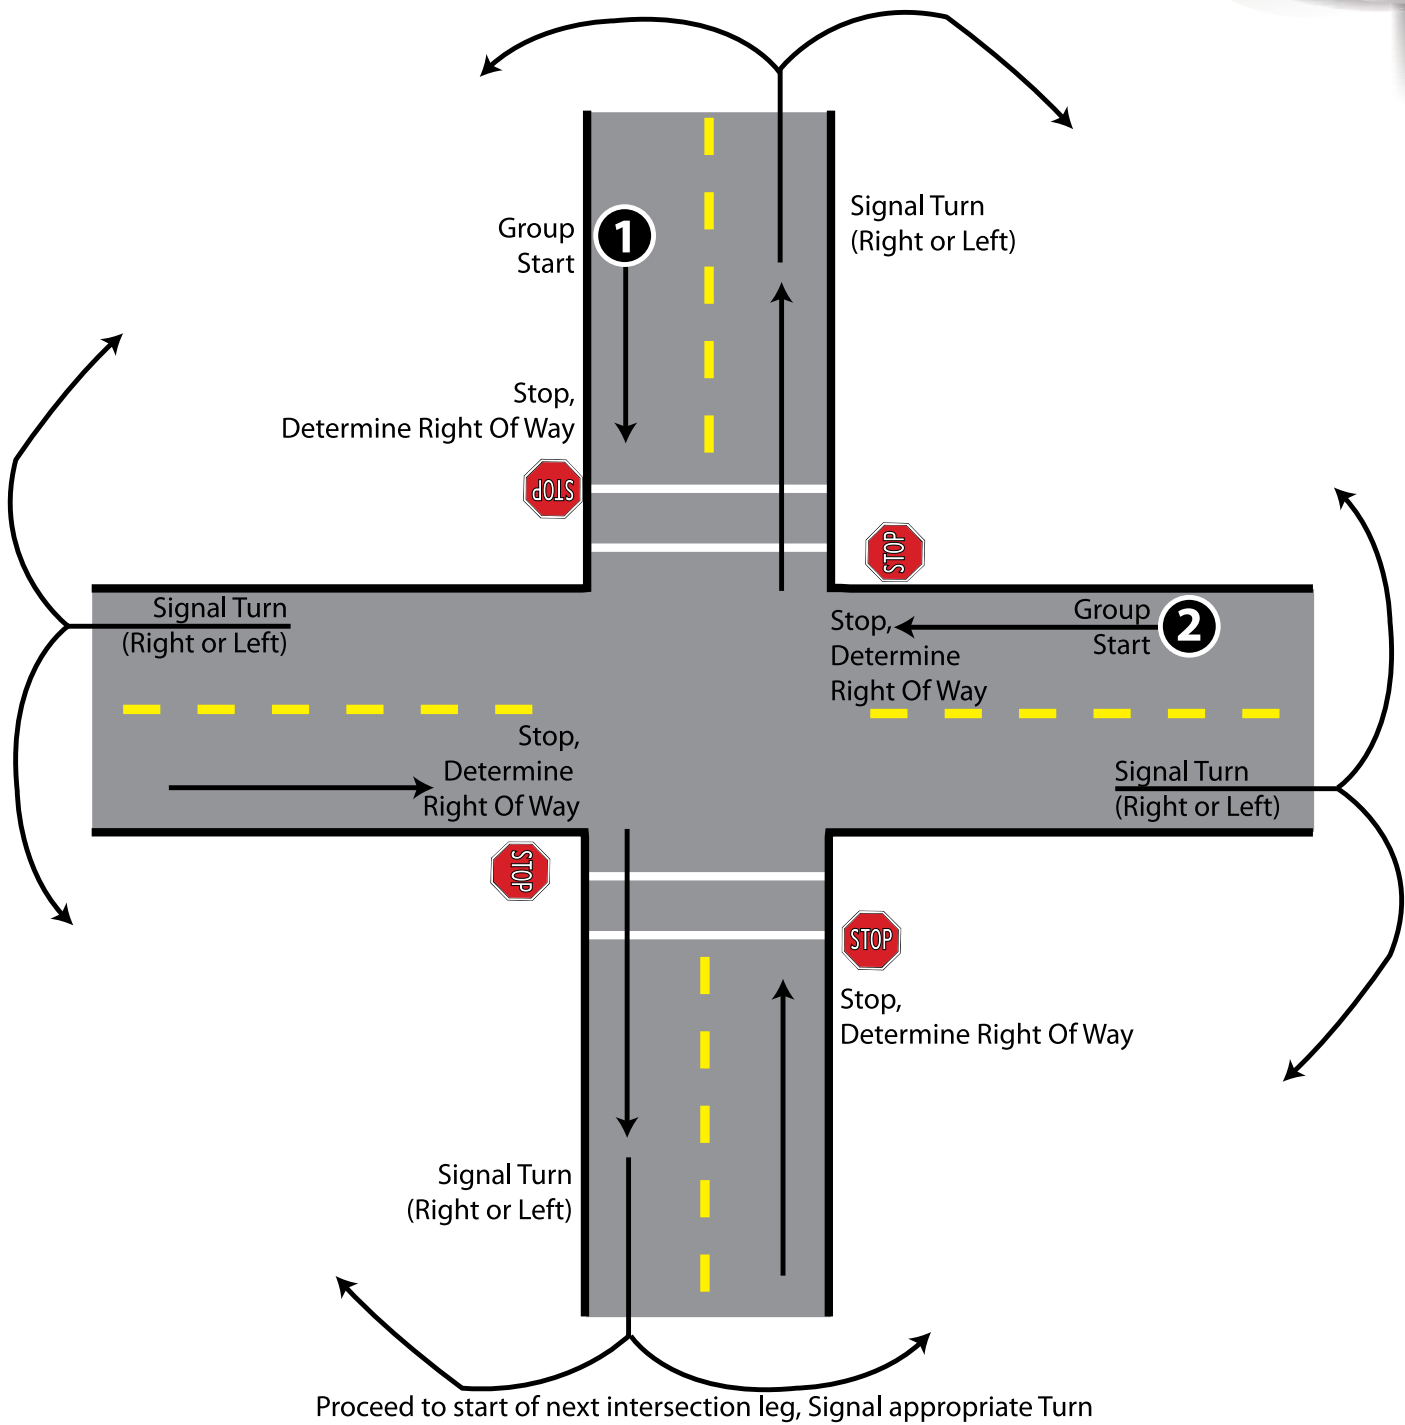 Signal Turn
(Right or Left)
Group
Start
1
Stop,
Determine Right Of Way
STOP
STOP
Signal Turn
(Right or Left)
Stop,
Determine
Right Of Way
Group
Start
2
Stop,
Determine
Right Of Way
Signal Turn
(Right or Left)
STOP
STOP
Stop,
Determine Right Of Way
Signal Turn
(Right or Left)
Proceed to start of next intersection leg, Signal appropriate Turn